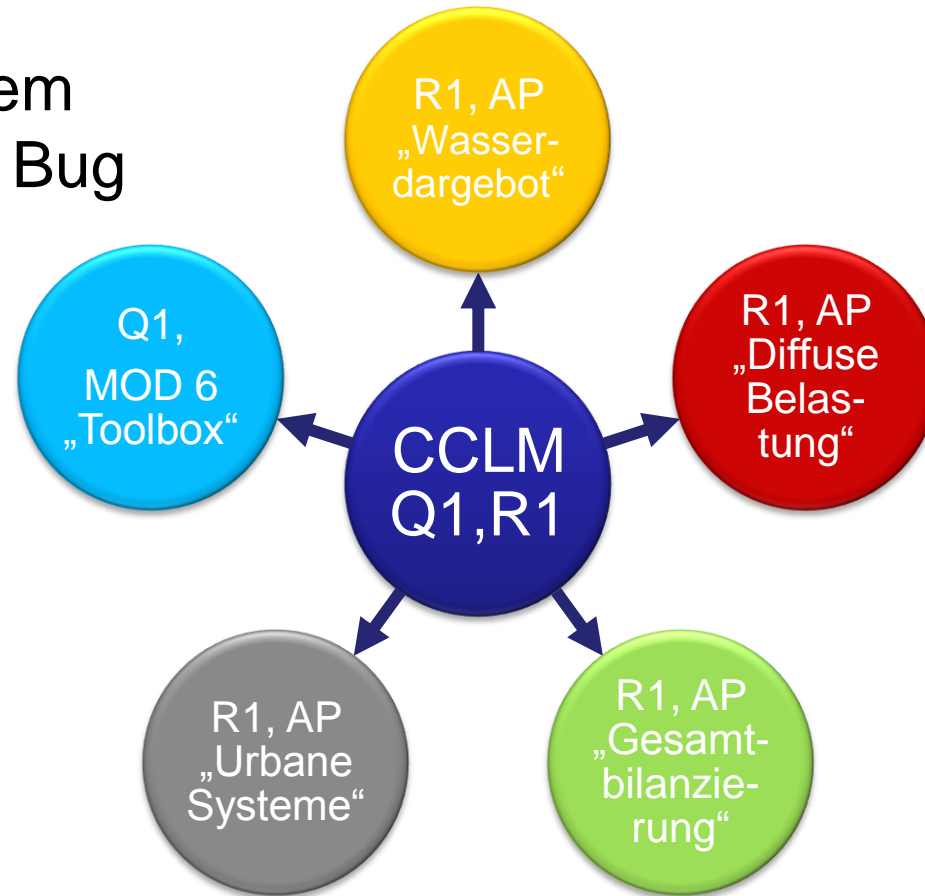 em
Bug
R1, AP
„Wasser-
dargebot“
Q1,
MOD 6
„Toolbox“
R1, AP
„Diffuse
Belas-
tung“
CCLM
Q1,R1
R1, AP
„Urbane
Systeme“
R1, AP
„Gesamt-
bilanzie-
rung“